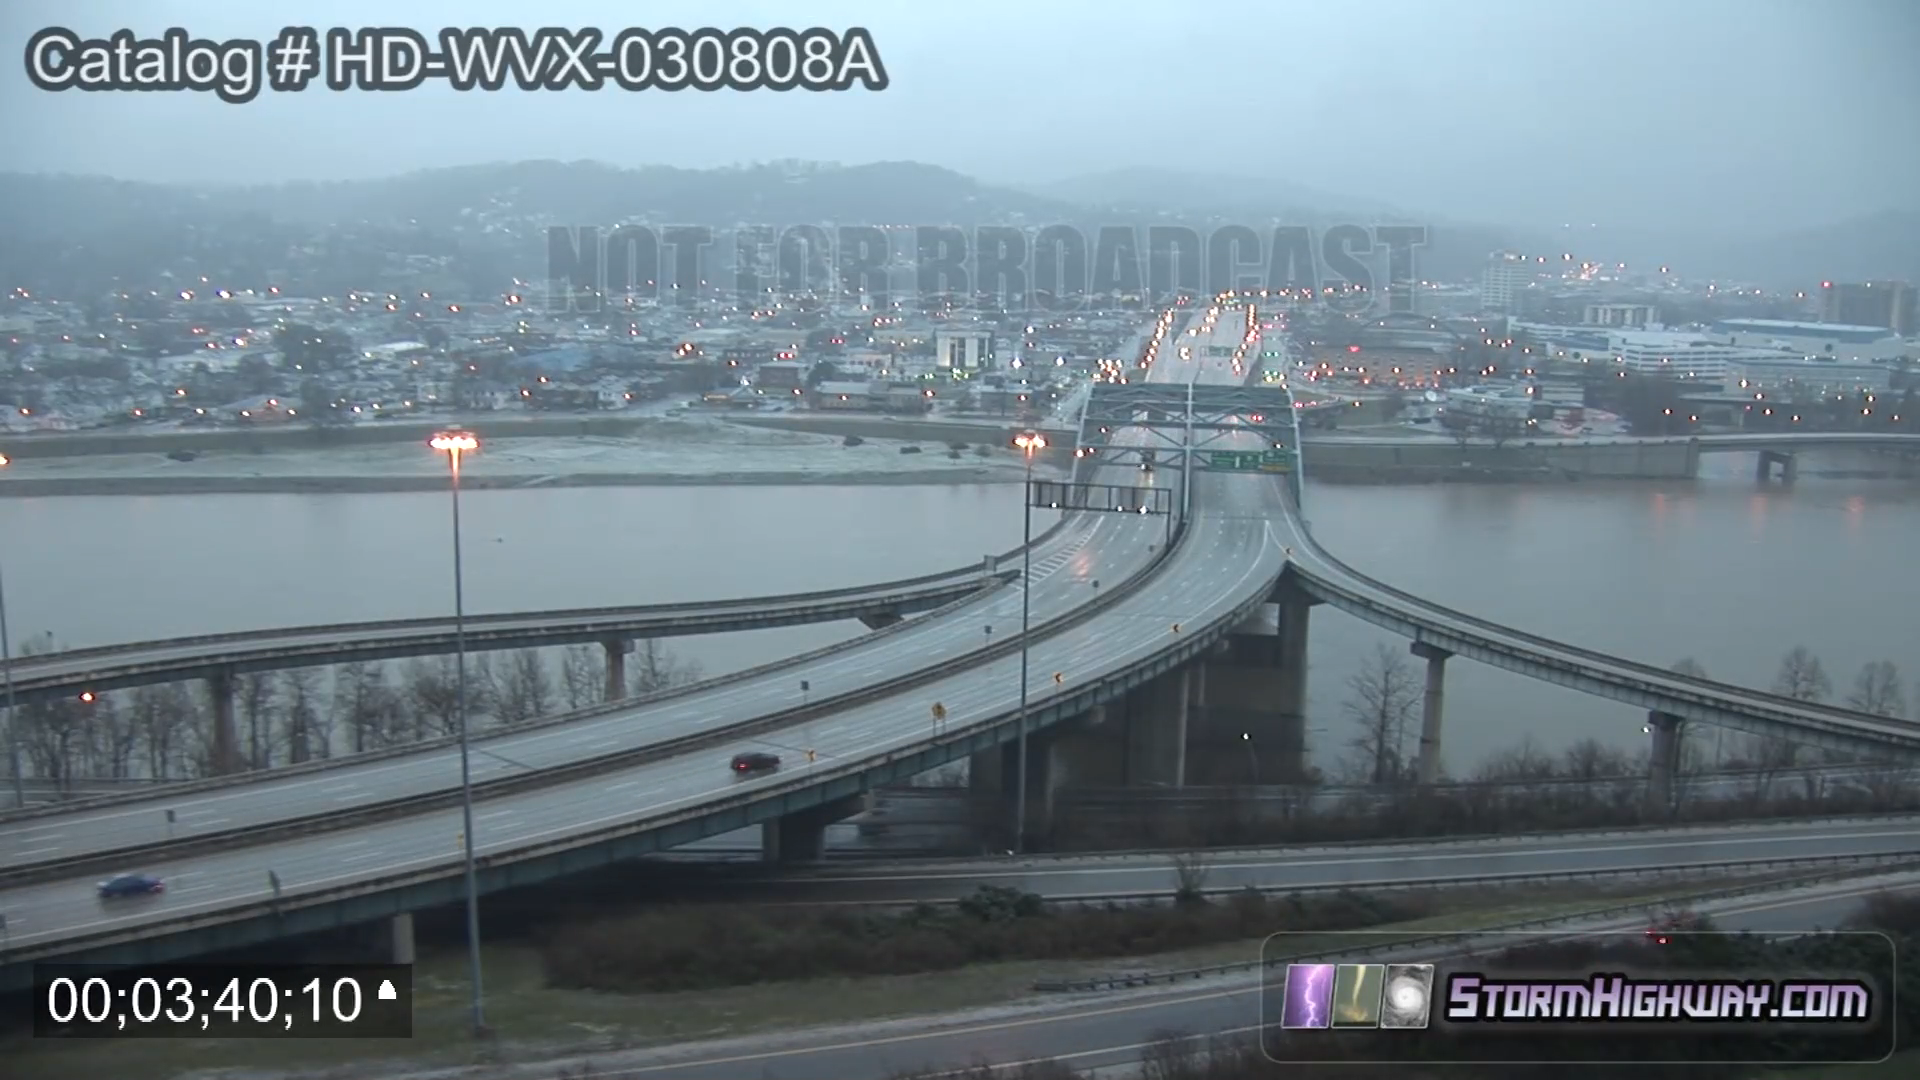 Catalog # HD-WVX-030808A
NOT FOR BROADCAST
00;03;40;10
STORMHIGHWAY.COM